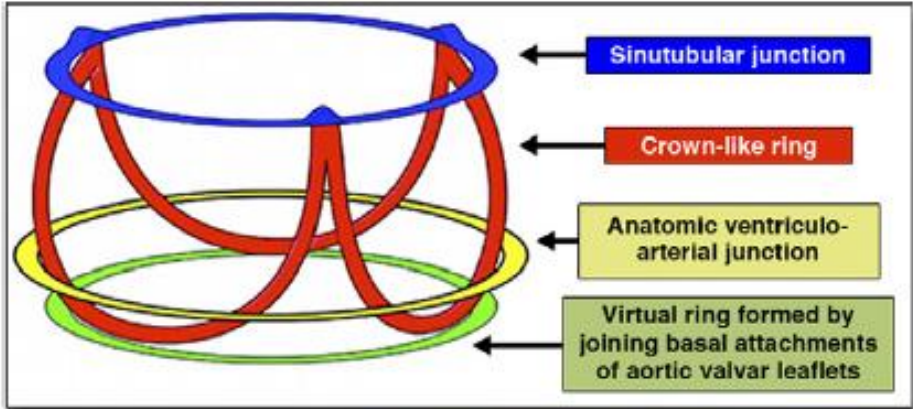 Sinutubular junction
Crown-like ring
Anatomic ventriculo-
arterial junction
Virtual ring formed by
joining basal attachments
of aortic valvar leaflets